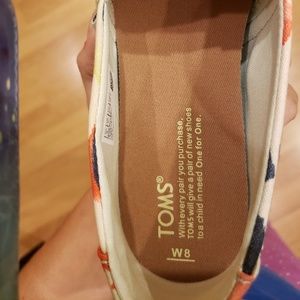 TOMS®
With every pair you purchase,
TOMS will give a pair of new shoes
to a child in need. One for One.
W8